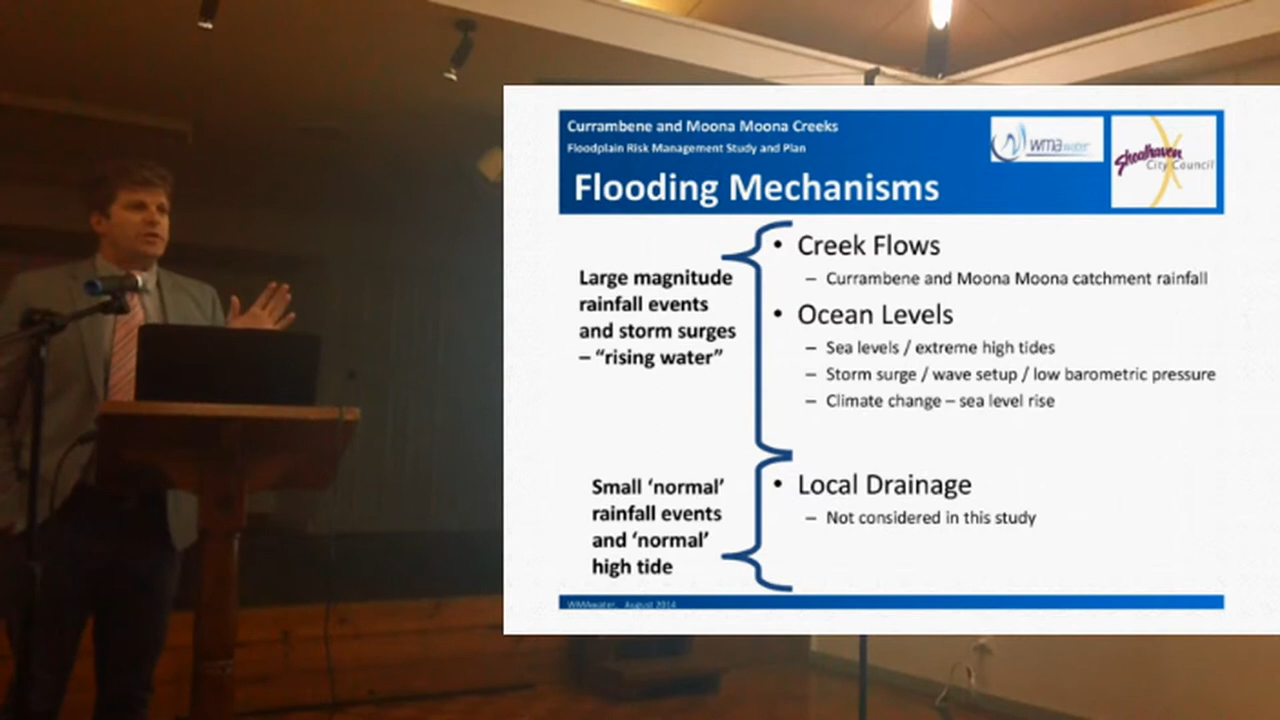 Currambene and Moona Moona Creeks
Floodplain Risk Management Study and Plan
Flooding Mechanisms
wmawater
Shoalhaven
City Council
Large magnitude
rainfall events
and storm surges
– “rising water”
• Creek Flows
– Currambene and Moona Moona catchment rainfall
• Ocean Levels
– Sea levels / extreme high tides
– Storm surge / wave setup / low barometric pressure
– Climate change – sea level rise
Small ‘normal’
rainfall events
and ‘normal’
high tide
• Local Drainage
– Not considered in this study
WMAwater, August 2014